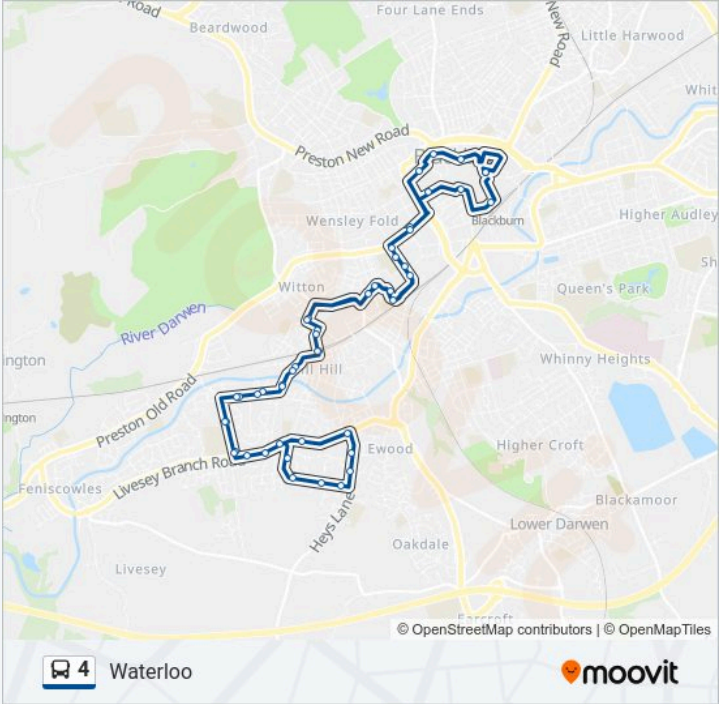 Road
Four Lane Ends
New Road
Beardwood
Little Harwood
Whit
Preston New Road
Blackburn
Wensley Fold
Higher Audley
Sh
Witton
Queen's Park
River Darwen
ington
Whinny Heights
ill Hill
Preston Old Road
ngton
Ewood
Higher Croft
Livesey Branch Road
Feniscowles
Blackamoor
Heys Lane
Lower Darwen
Oakdale
Livesey
Earcroft
© OpenStreetMap contributors | © OpenMapTiles
4 Waterloo
moovit